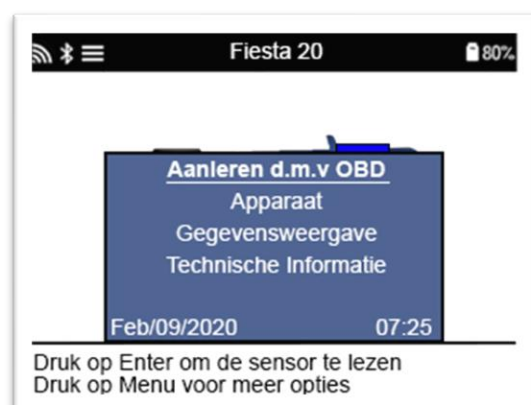 Fiesta 20 80%
Aanleren d.m.v OBD
Apparaat
Gegevensweergave
Technische Informatie
Feb/09/2020 07:25
Druk op Enter om de sensor te lezen
Druk op Menu voor meer opties